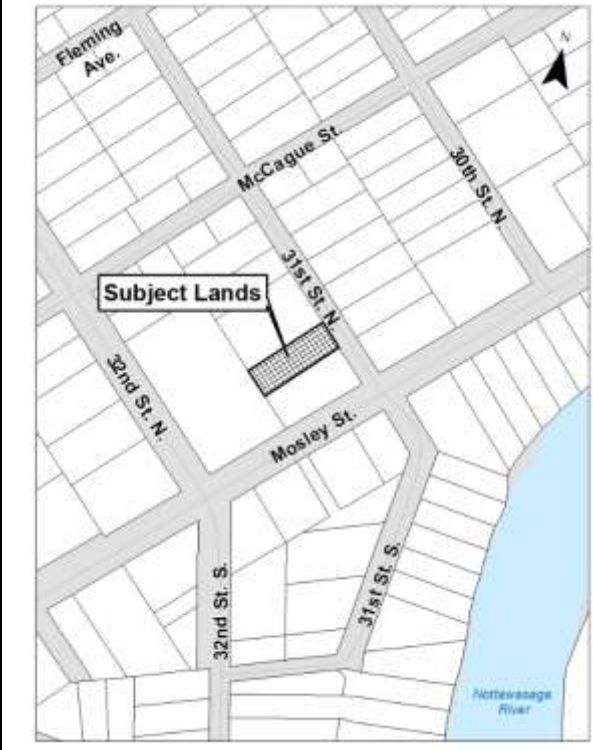 Fleming
Ave.
N
McCague St.
30th St. N.
31st St. N.
Subject Lands
32nd St. N.
Mosley St.
31st St. S.
32nd St. S.
Nottawasaga
River